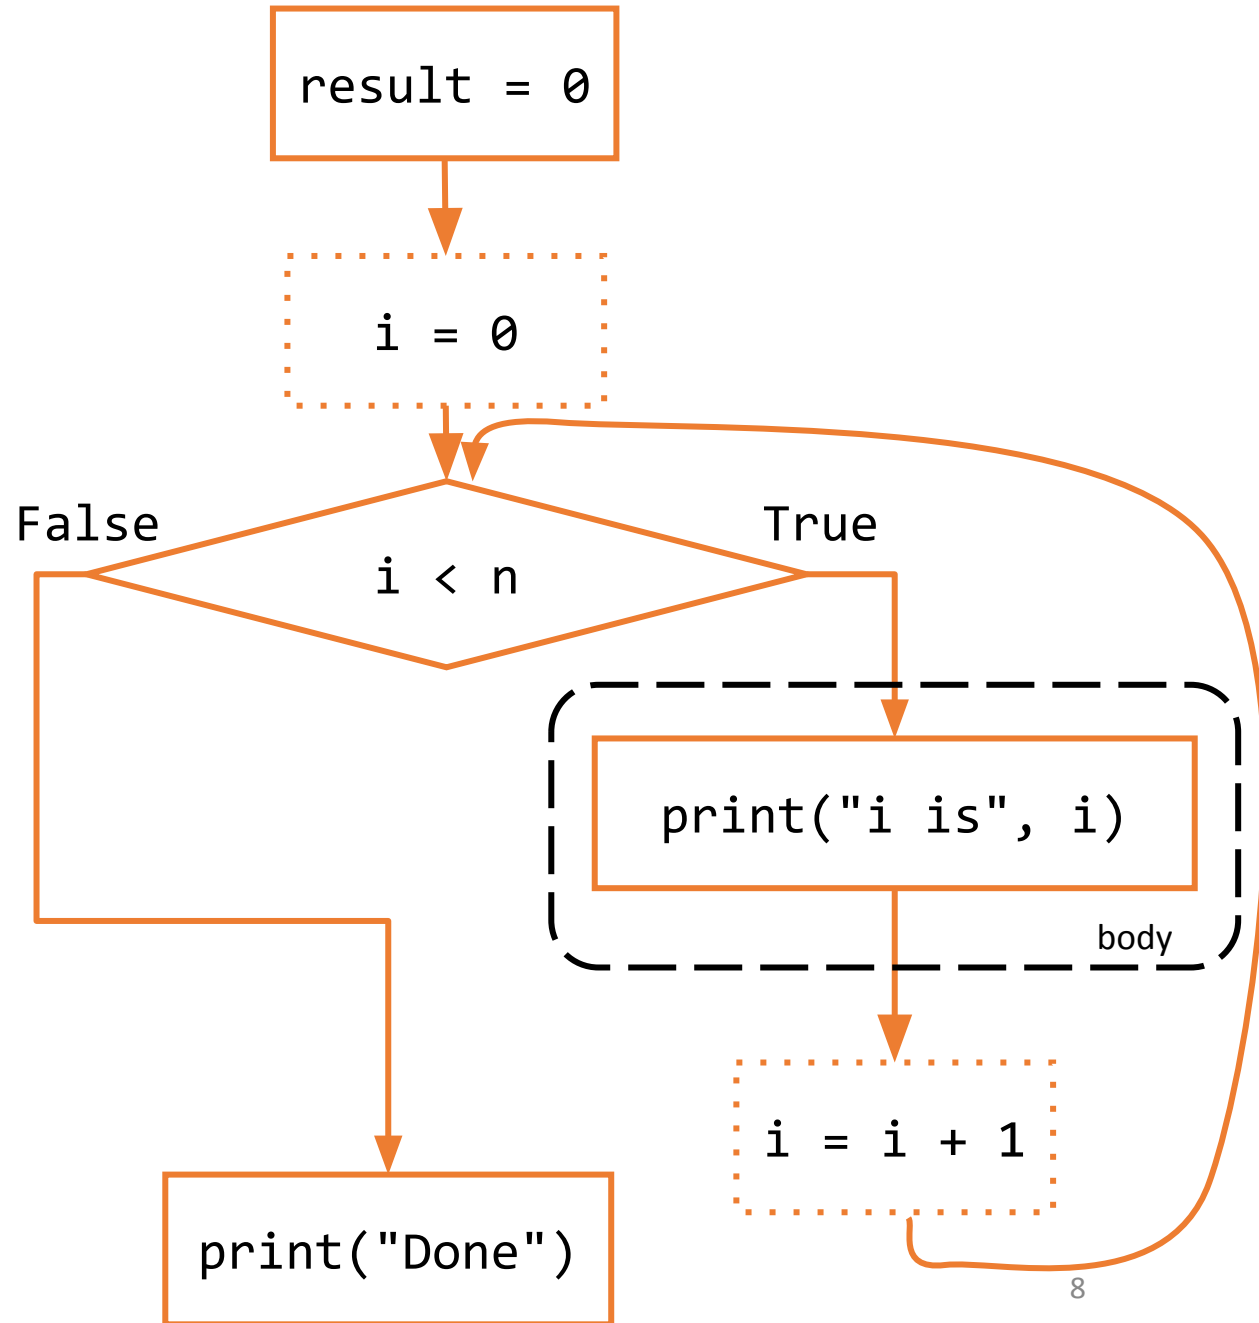 result = 0
i = 0
False
True
i < n
print("i is", i)
body
i = i + 1
print("Done")
8